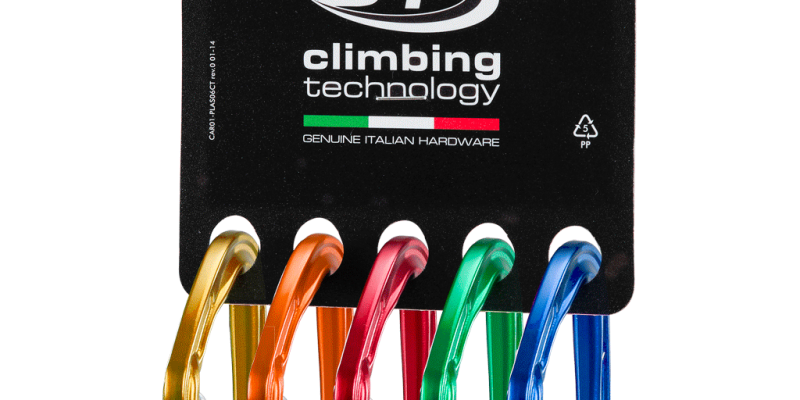 climbing
technology
GENUINE ITALIAN HARDWARE
CAR01-PLAS06CT rev.0 01-14
5
PP